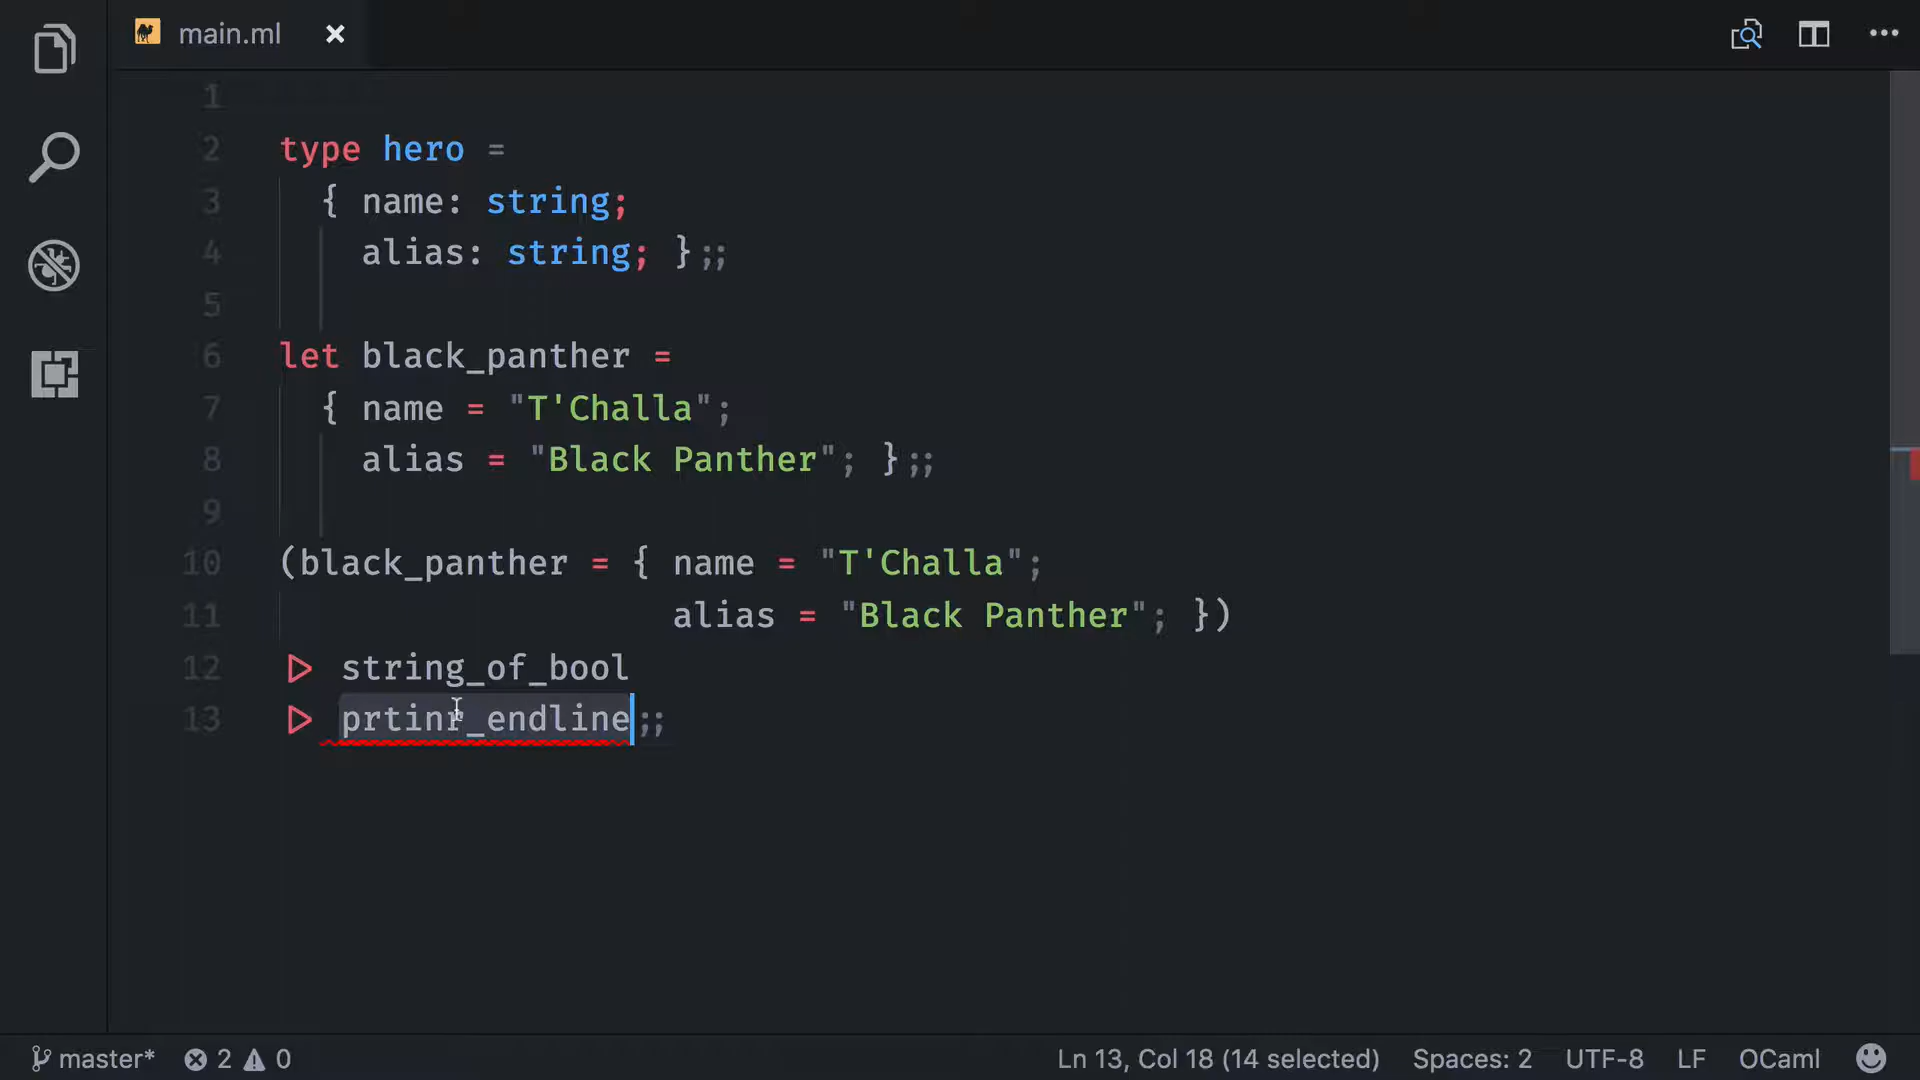 main.ml
1
2 type hero =
3 { name: string;
4 alias: string; };;
5
6 let black_panther =
7 { name = "T'Challa";
8 alias = "Black Panther"; };;
9
10 (black_panther = { name = "T'Challa";
11 alias = "Black Panther"; })
12 |> string_of_bool
13 |> prtinr_endline;;
master* 2 0 Ln 13, Col 18 (14 selected) Spaces: 2 UTF-8 LF OCaml